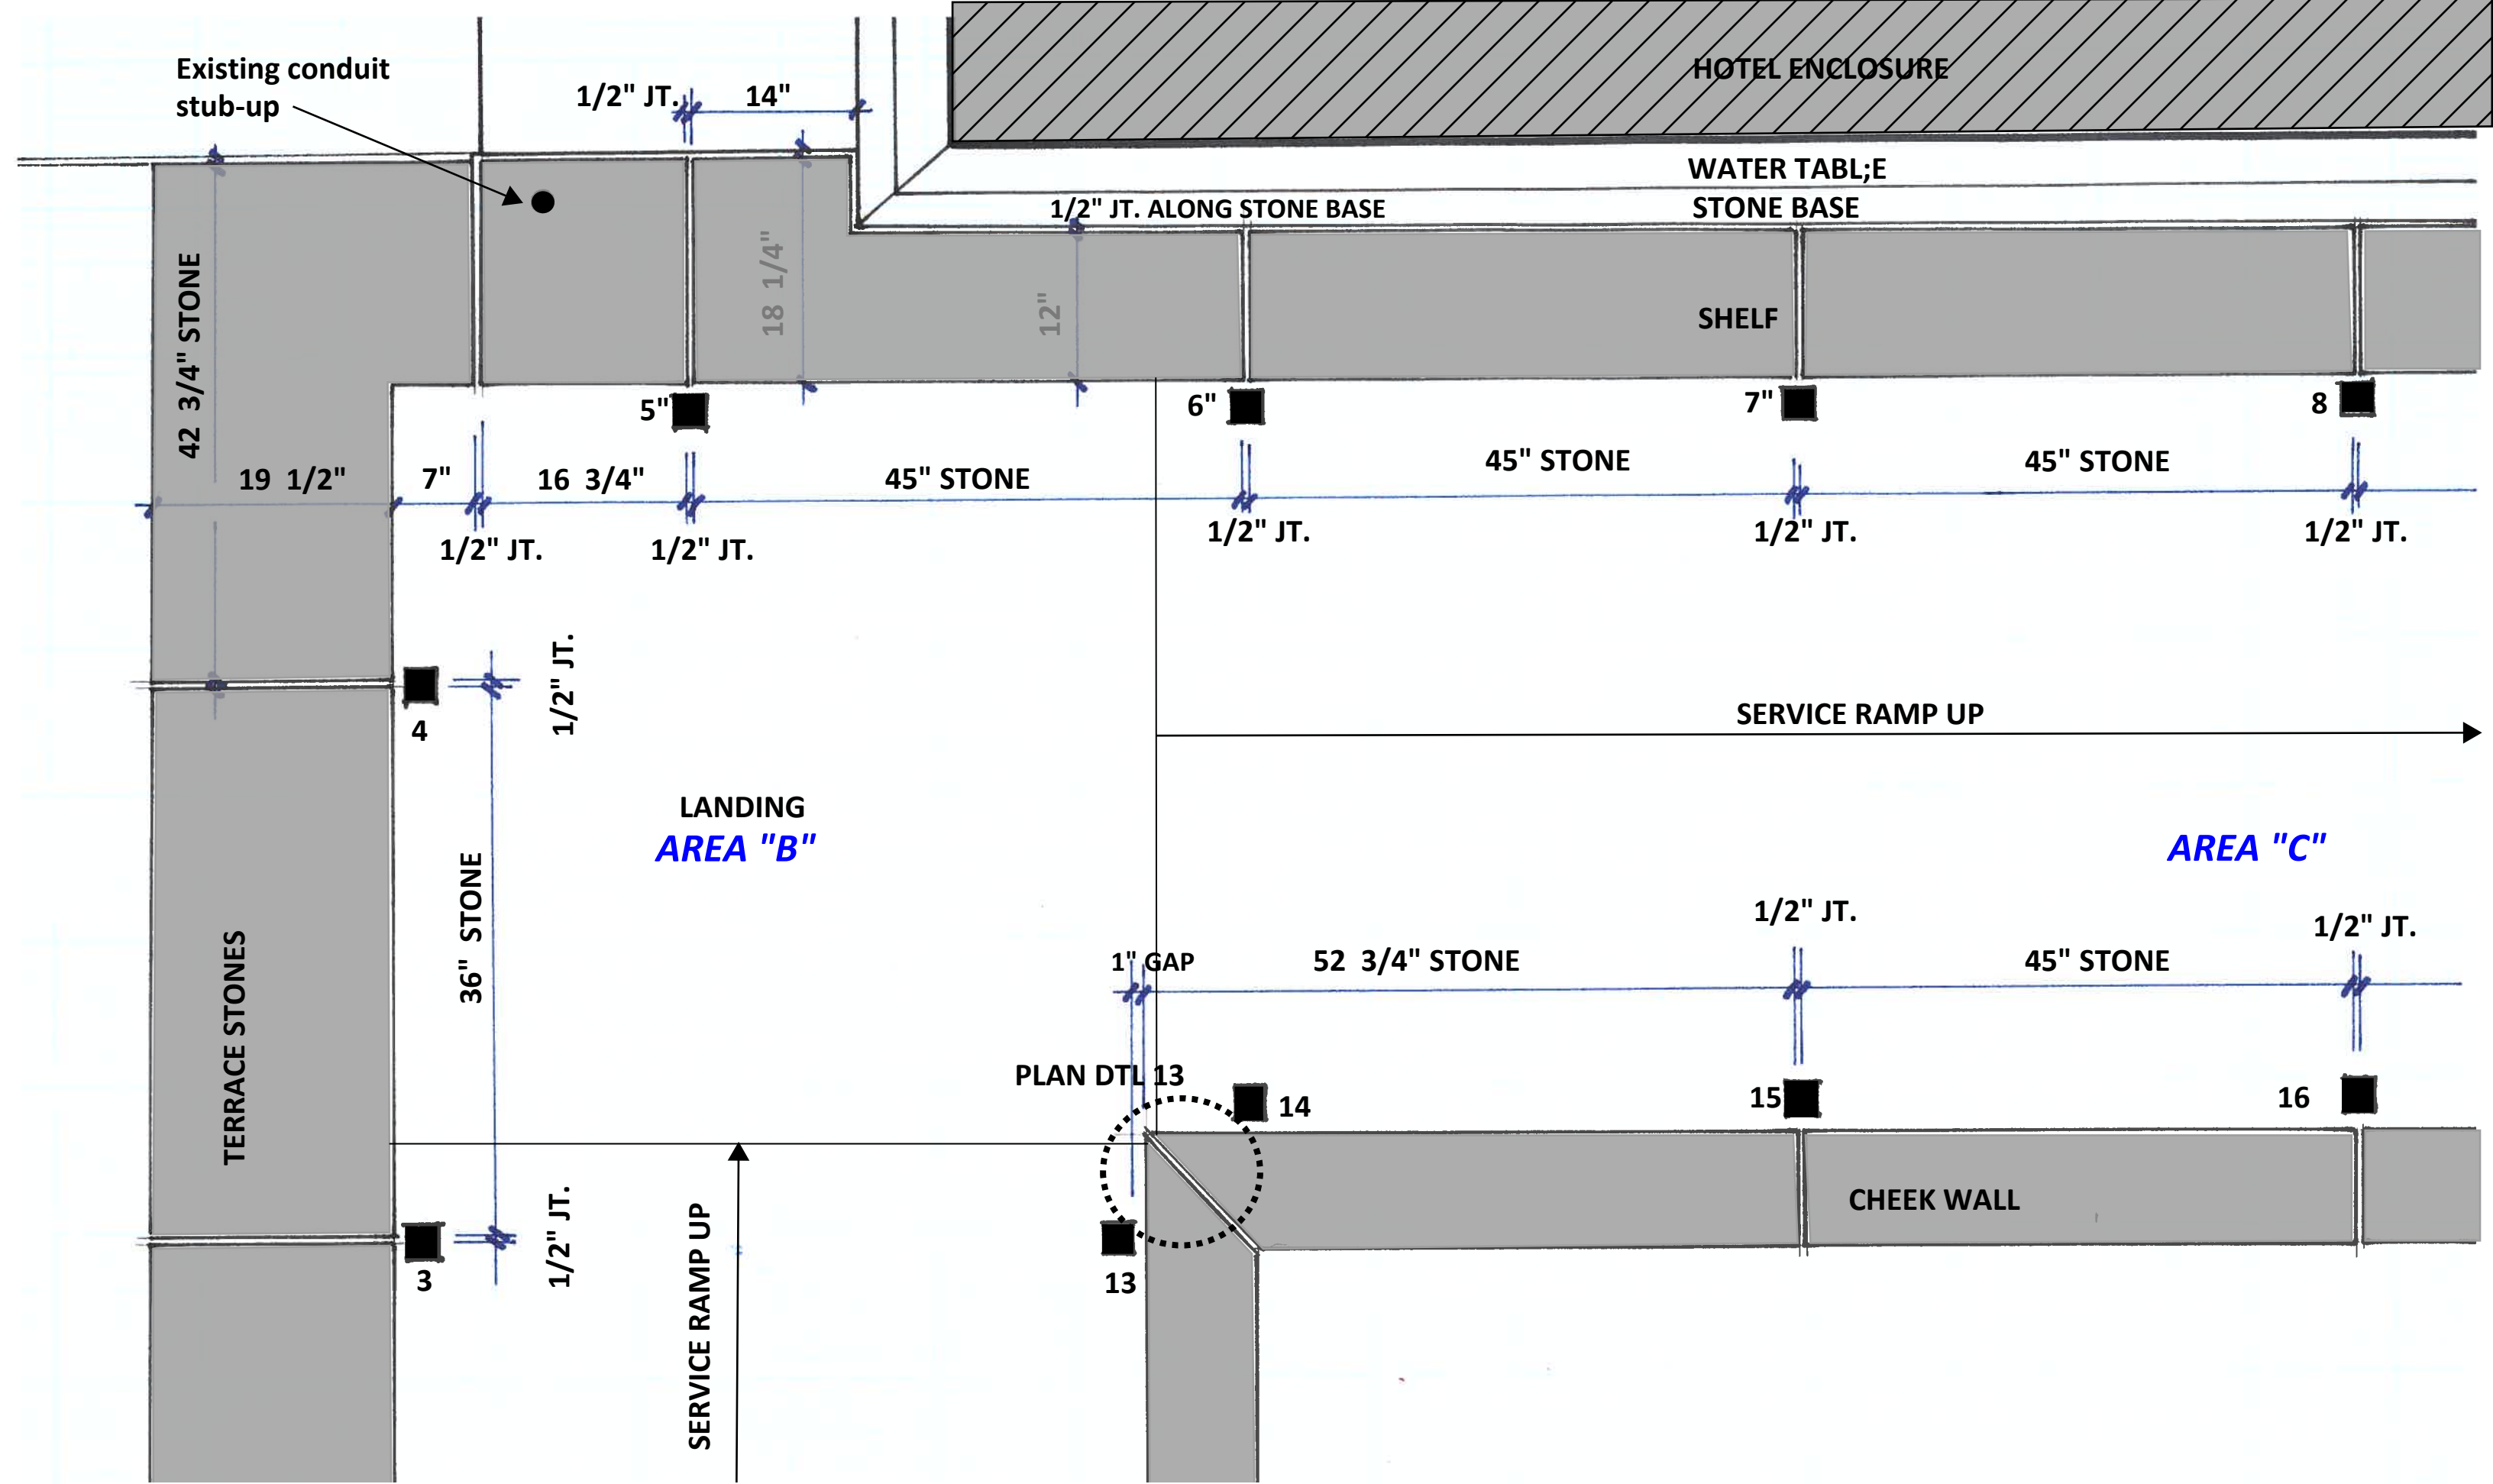 HOTEL ENCLOSURE
Existing conduit
stub-up
1/2" JT.
14"
WATER TABL;E
1/2" JT. ALONG STONE BASE
STONE BASE
42 3/4" STONE
18 1/4"
12"
SHELF
5"
6"
7"
8
19 1/2"
7"
16 3/4"
45" STONE
45" STONE
45" STONE
1/2" JT.
1/2" JT.
1/2" JT.
1/2" JT.
1/2" JT.
4
1/2" JT.
SERVICE RAMP UP
LANDING
AREA "B"
AREA "C"
36" STONE
TERRACE STONES
1/2" JT.
1/2" JT.
1" GAP
52 3/4" STONE
45" STONE
PLAN DTL 13
14
15
16
CHEEK WALL
3
1/2" JT.
13
SERVICE RAMP UP